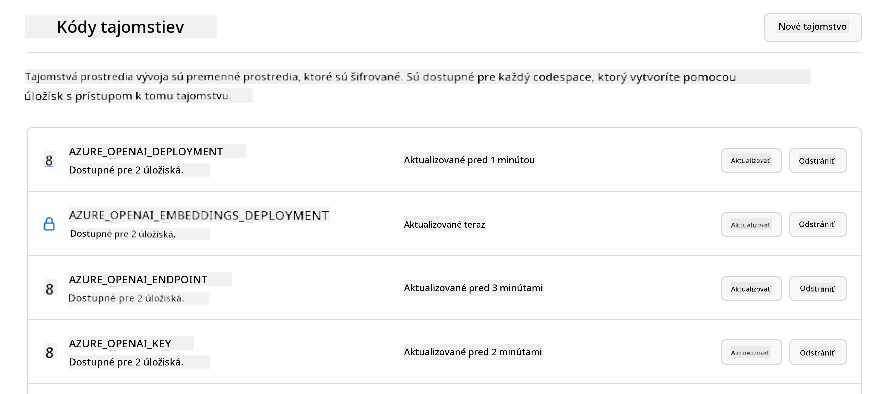 Kódy tajomstiev
Nové tajomstvo
Tajomstvá prostredia vývoja sú premenné prostredia, ktoré sú šifrované. Sú dostupné pre každý codespace, ktorý vytvoríte pomocou
úložísk s prístupom k tomu tajomstvu.
8 AZURE_OPENAI_DEPLOYMENT
Dostupné pre 2 úložiská.
Aktualizované pred 1 minútou
Aktualizovať
Odstrániť
AZURE_OPENAI_EMBEDDINGS_DEPLOYMENT
Dostupné pre 2 úložiská.
Aktualizované teraz
Aktualizovať
Odstrániť
8 AZURE_OPENAI_ENDPOINT
Dostupné pre 2 úložiská.
Aktualizované pred 3 minútami
Aktualizovať
Odstrániť
8 AZURE_OPENAI_KEY
Dostupné pre 2 úložiská.
Aktualizované pred 2 minútami
Aktualizovať
Odstrániť